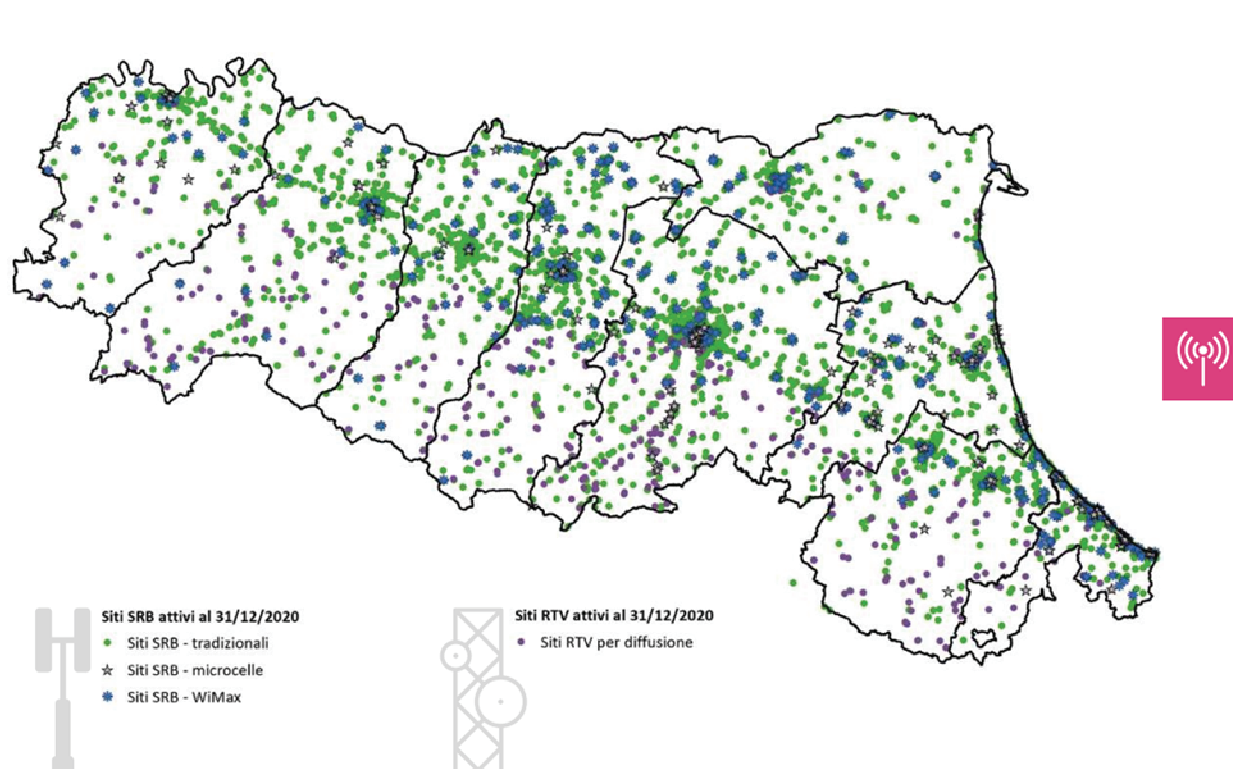 Siti SRB attivi al 31/12/2020
Siti SRB - tradizionali
Siti SRB - microcelle
Siti SRB - WiMax
Siti RTV attivi al 31/12/2020
Siti RTV per diffusione